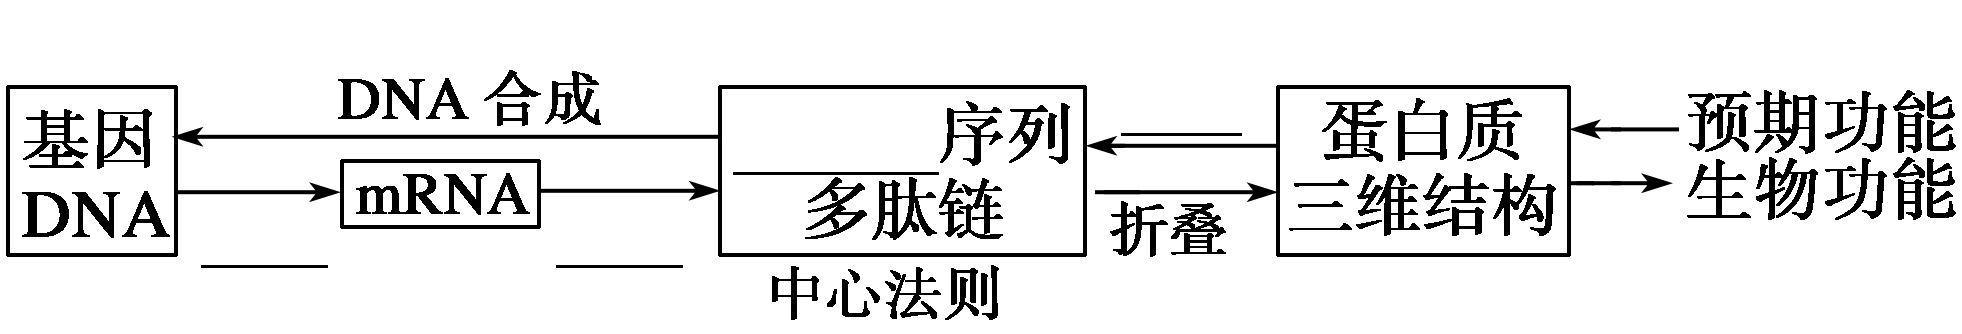 DNA 合成
基因
DNA
mRNA
序列
多肽链
中心法则
折叠
蛋白质
三维结构
预期功能
生物功能